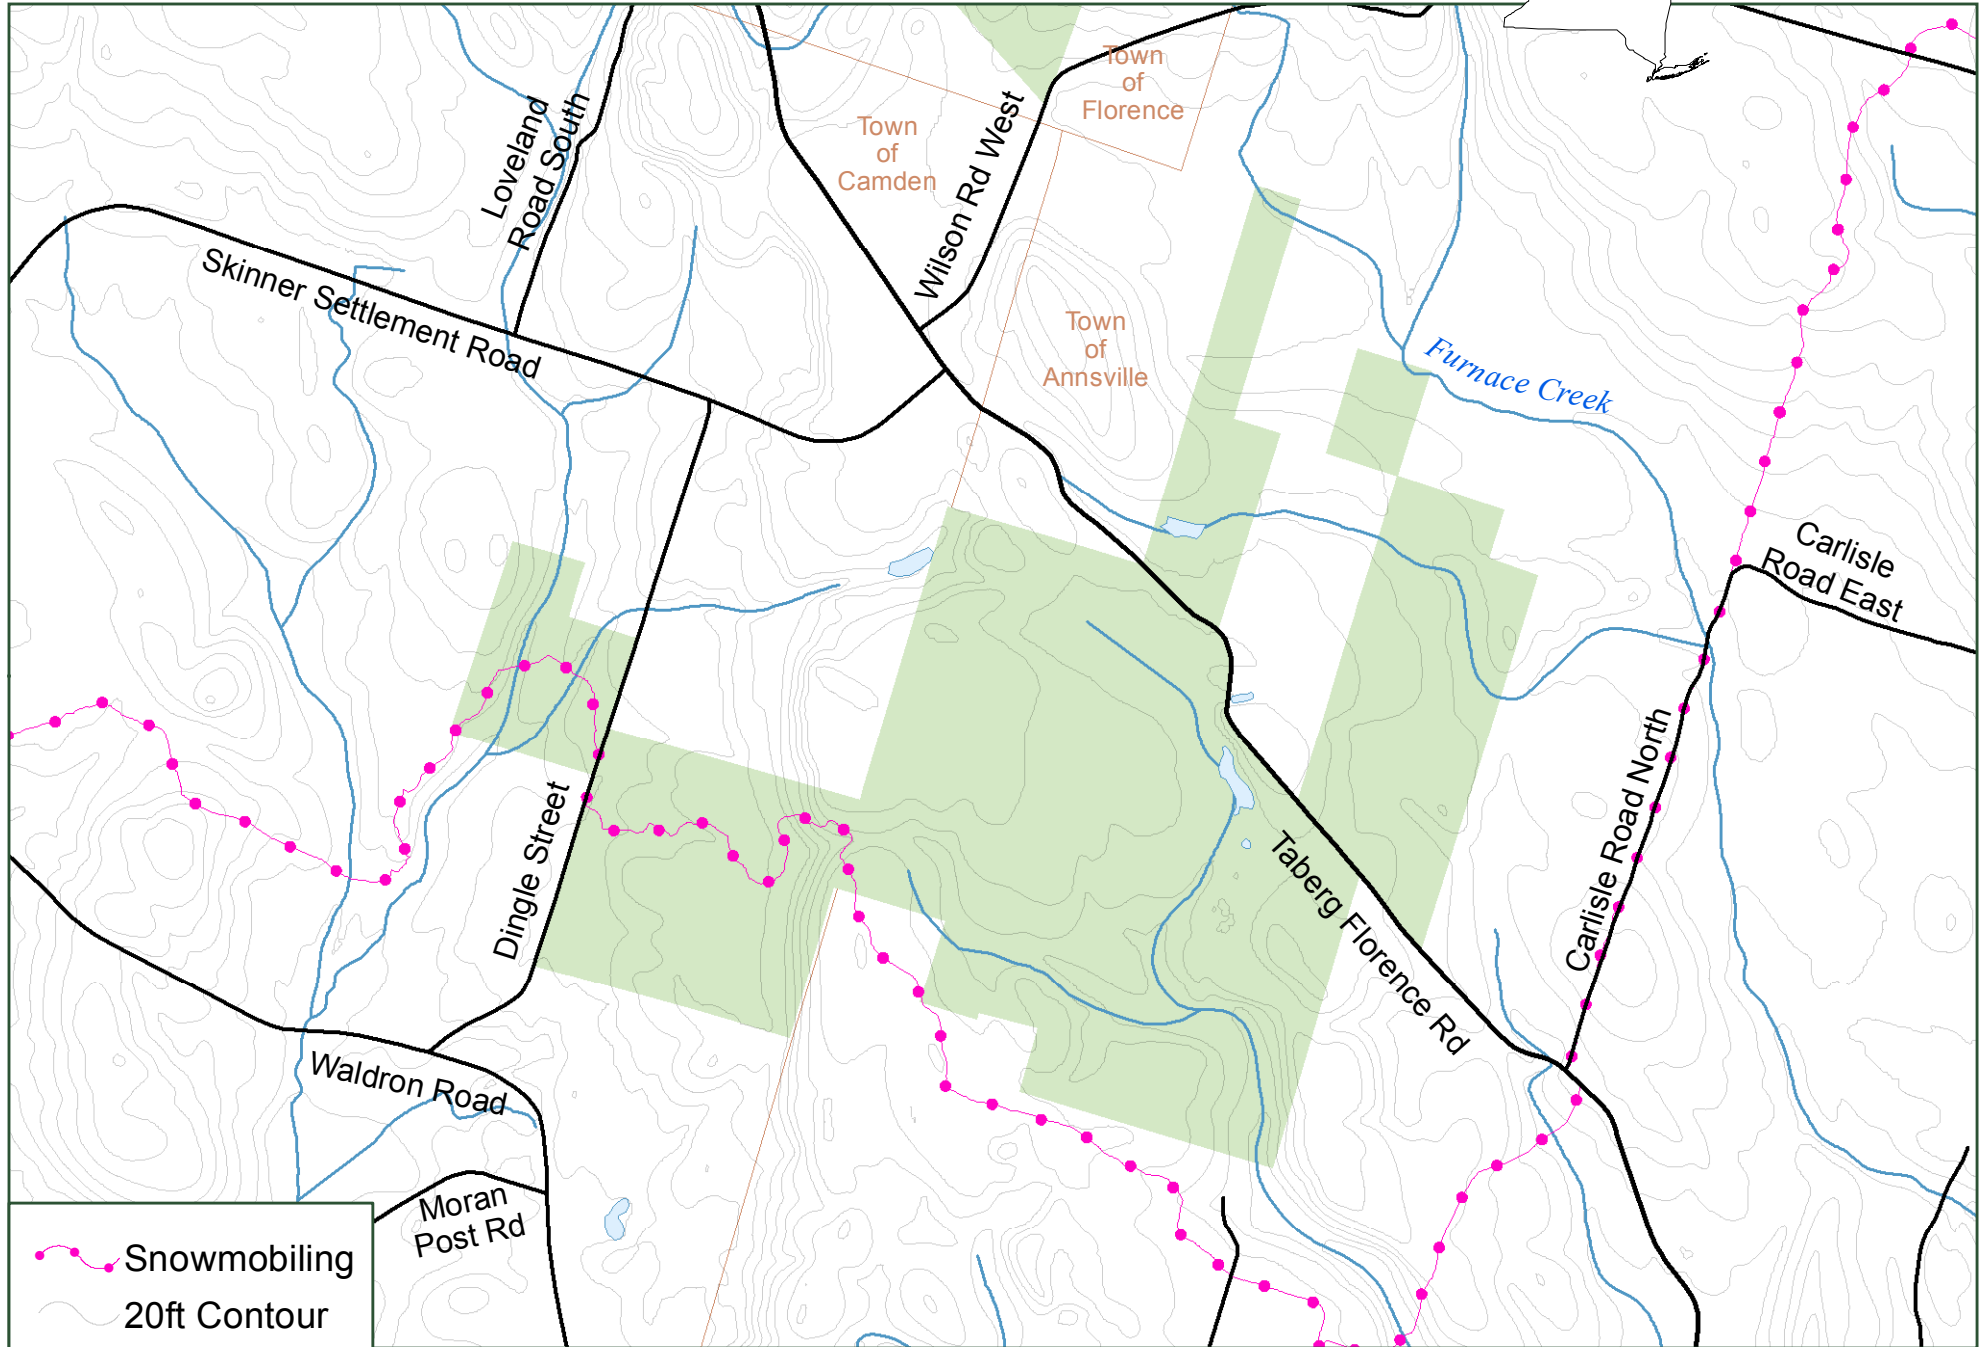 Town
of
Florence
Town
of
Camden
Loveland
Road South
Wilson Rd West
Skinner Settlement Road
Town
of
Annsville
Furnace Creek
Carlisle
Road East
Carlisle Road North
Dingle Street
Taberg Florence Rd
Waldron Road
Moran
Post Rd
Snowmobiling
20ft Contour